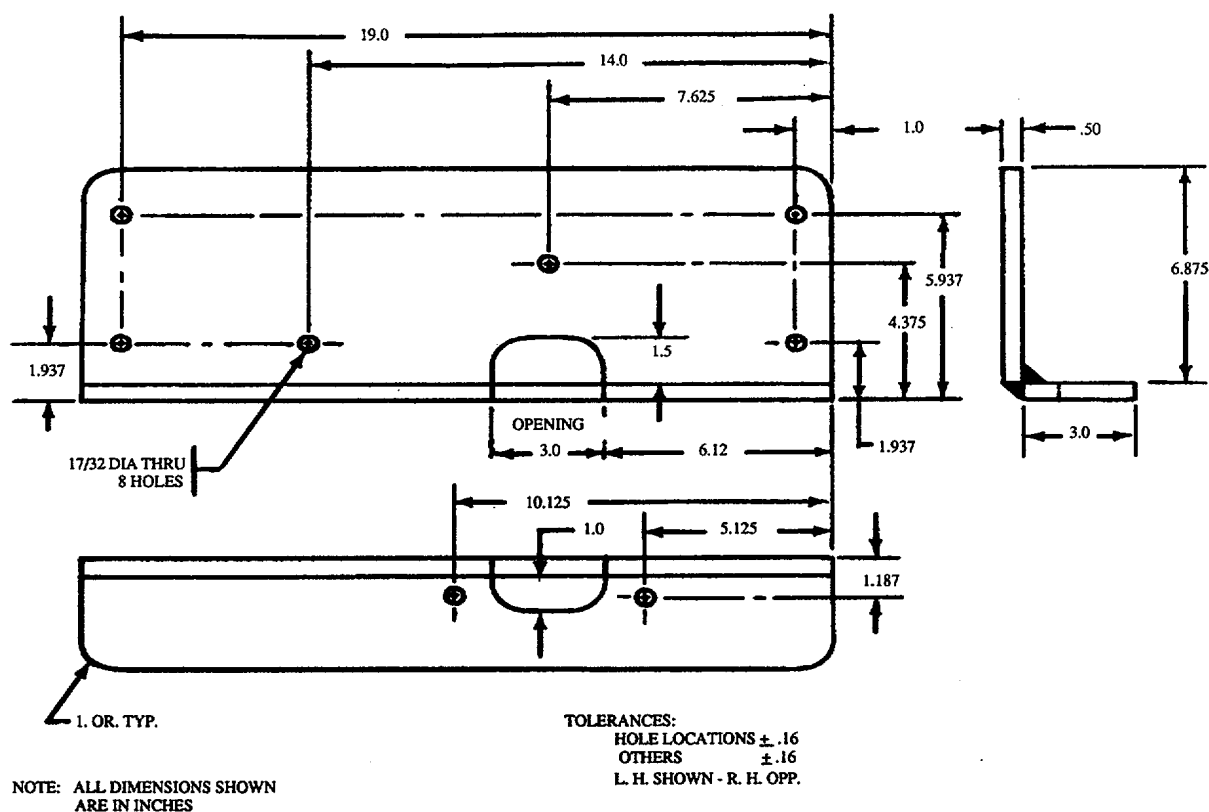 19.0
14.0
7.625
1.0
.50
6.875
5.937
4.375
1.5
1.937
OPENING
3.0
6.12
1.937
3.0
17/32 DIA THRU
8 HOLES
10.125
1.0
5.125
1.187
1. OR. TYP.
TOLERANCES:
HOLE LOCATIONS ± .16
OTHERS ± .16
L. H. SHOWN - R. H. OPP.
NOTE: ALL DIMENSIONS SHOWN
ARE IN INCHES